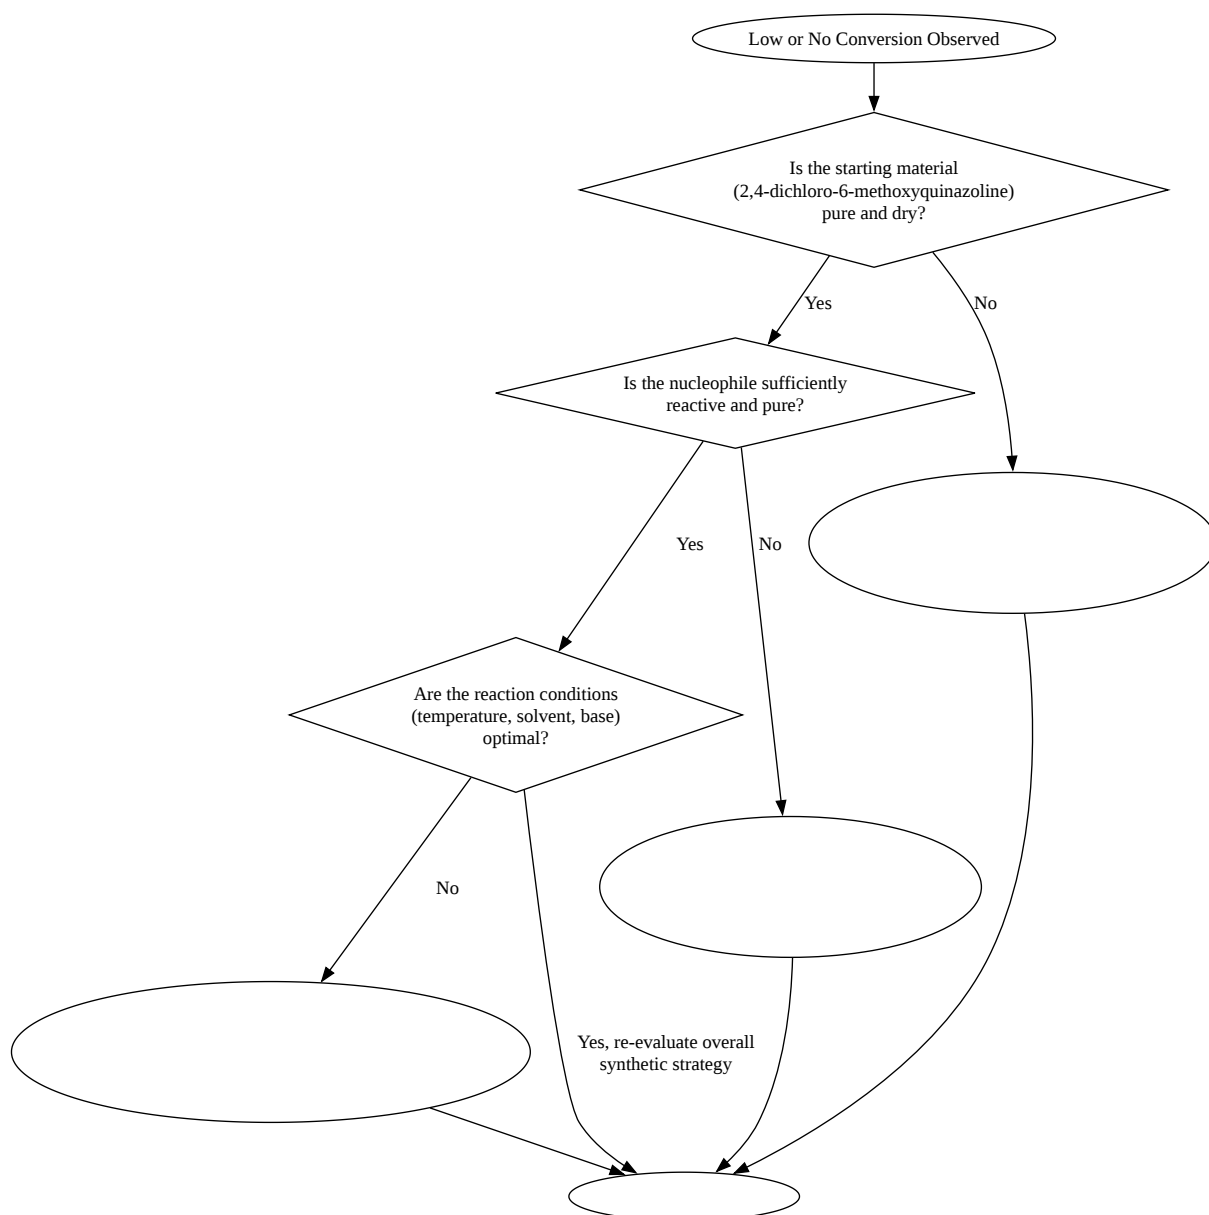 Low or No Conversion Observed
Is the starting material
(2,4-dichloro-6-methoxyquinazoline)
pure and dry?
Yes
No
Is the nucleophile sufficiently
reactive and pure?
Yes
No
Are the reaction conditions
(temperature, solvent, base)
optimal?
No
Yes, re-evaluate overall
synthetic strategy